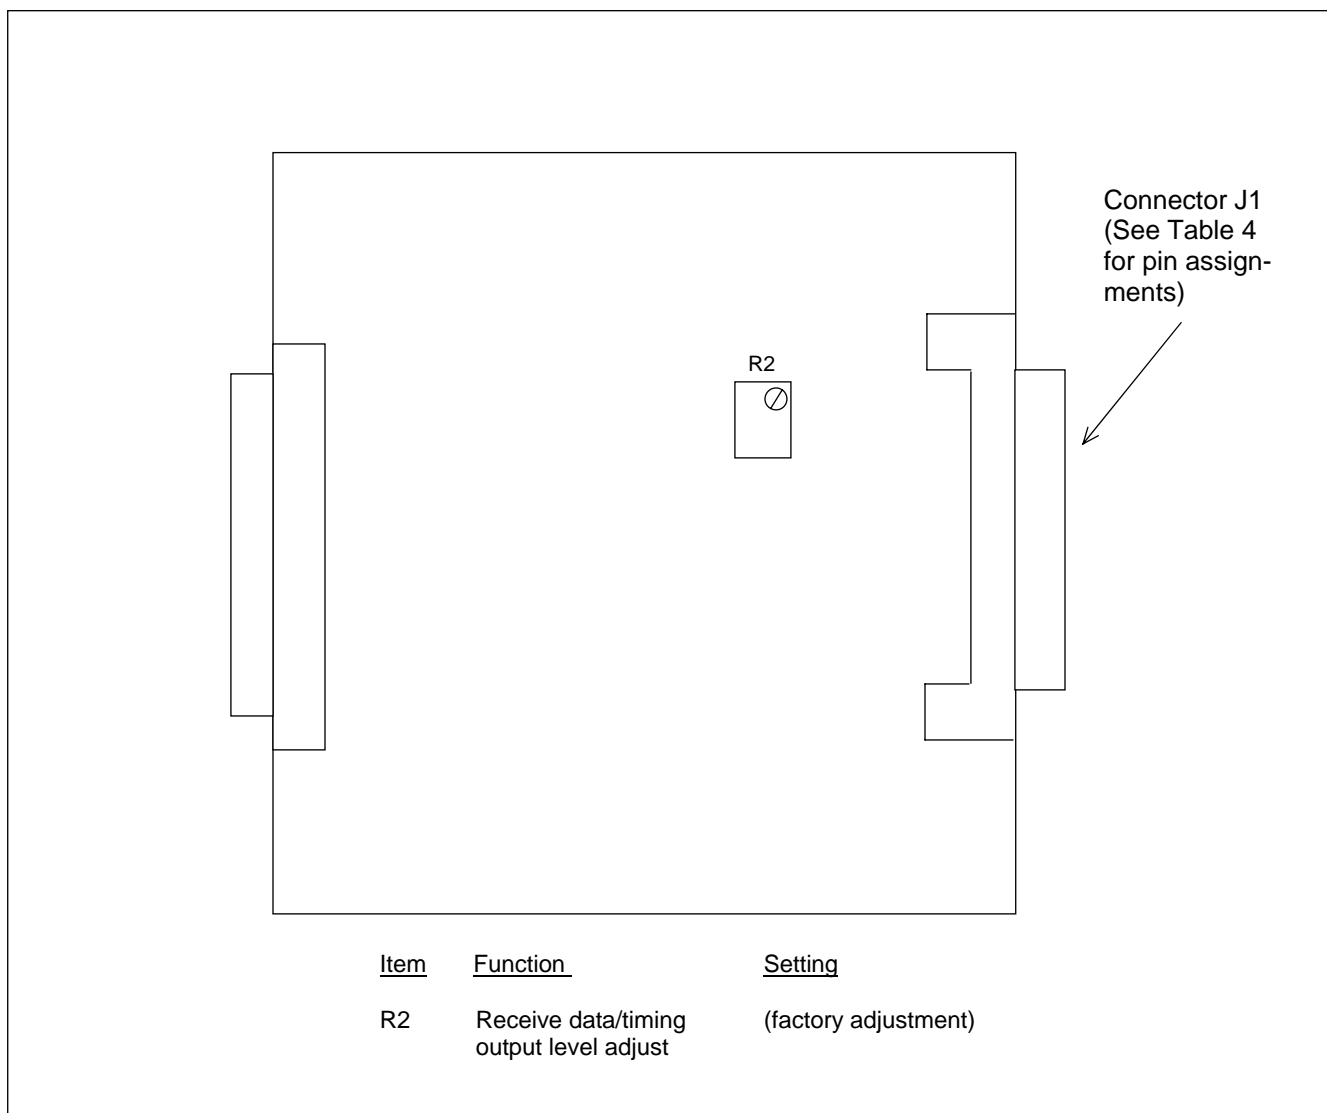 Connector J1
(See Table 4
for pin assign-
ments)
R2
Item Function Setting
R2 Receive data/timing (factory adjustment)
output level adjust